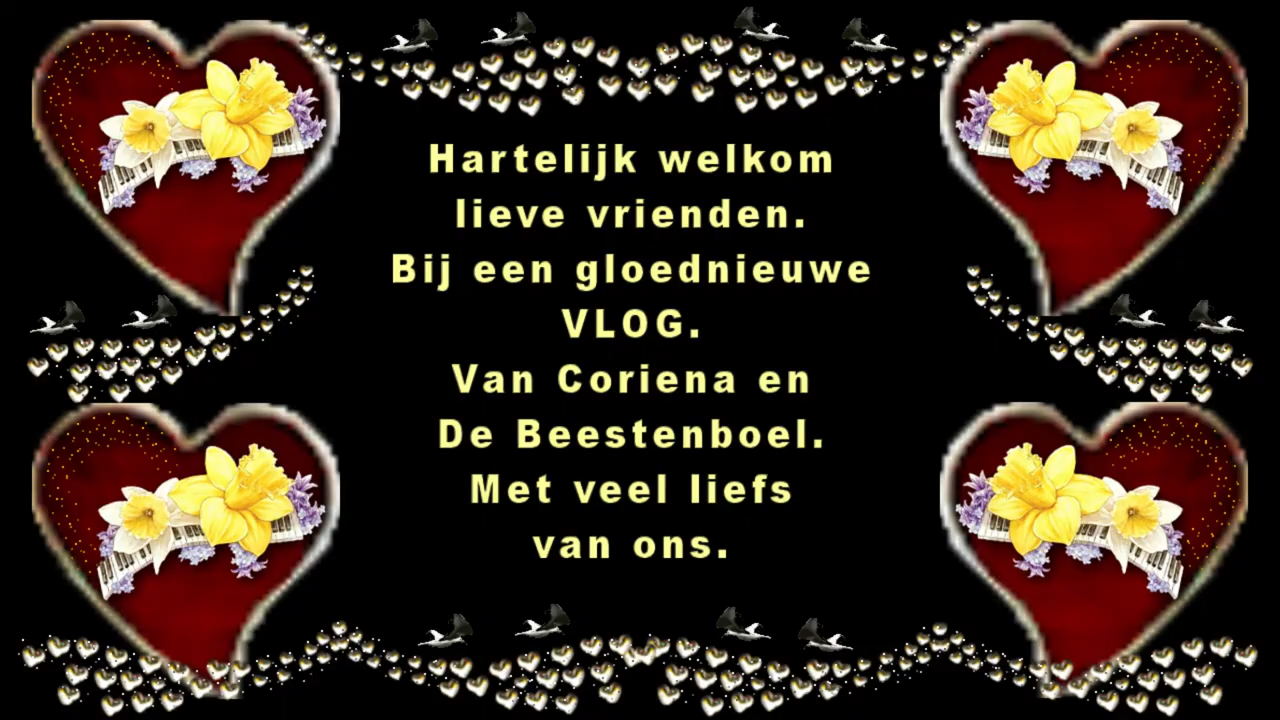 Hartelijk welkom
lieve vrienden.
Bij een gloednieuwe
VLOG.
Van Coriena en
De Beestenboel.
Met veel liefs
van ons.